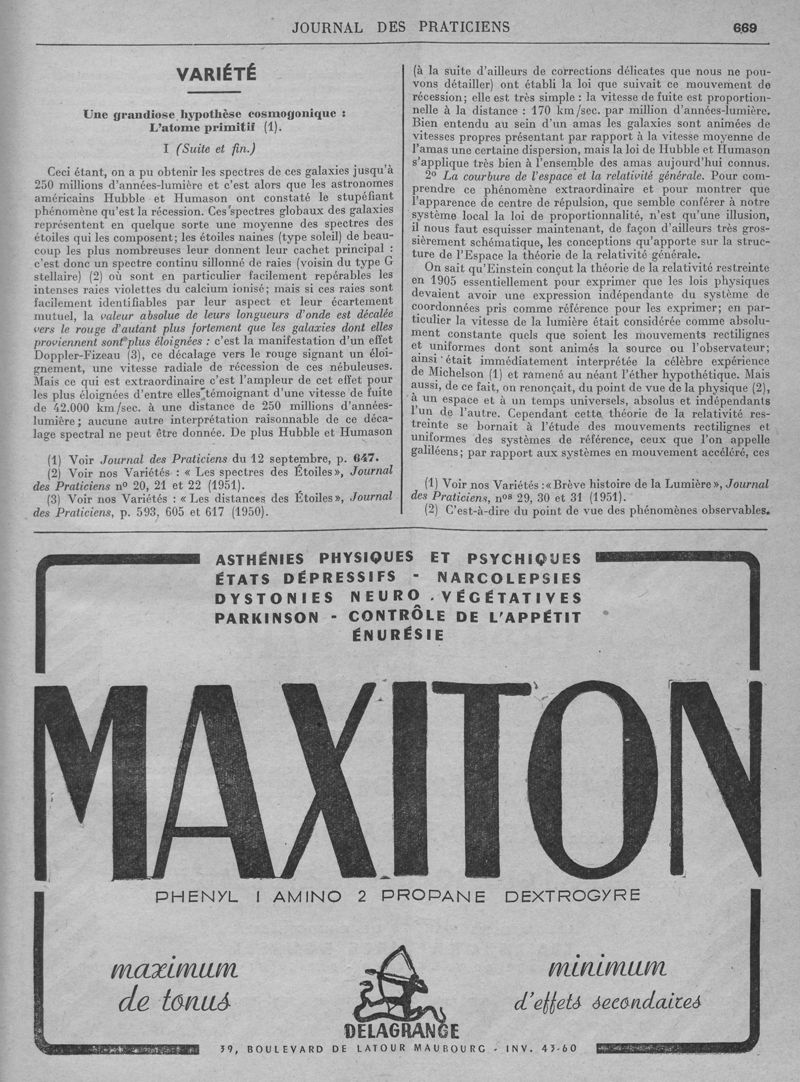 JOURNAL DES PRATICIENS 669
VARIÉTÉ
Une grandiose hypothèse cosmogonique :
L'atome primitif (1).
I (Suite et fin.)
Ceci étant, on a pu obtenir les spectres de ces galaxies jusqu'à
250 millions d'années-lumière et c'est alors que les astronomes
américains Hubble et Humason ont constaté le stupéfiant
phénomène qu'est la récession. Ces spectres globaux des galaxies
représentent en quelque sorte une moyenne des spectres des
étoiles qui les composent; les étoiles naines (type soleil) de beau-
coup les plus nombreuses leur donnent leur cachet principal :
c'est donc un spectre continu sillonné de raies (voisin du type G
stellaire) (2) où sont en particulier facilement repérables les
intenses raies violettes du calcium ionisé; mais si ces raies sont
facilement identifiables par leur aspect et leur écartement
mutuel, la valeur absolue de leurs longueurs d'onde est décalée
vers le rouge d'autant plus fortement que les galaxies dont elles
proviennent sont plus éloignées : c'est la manifestation d'un effet
Doppler-Fizeau (3), ce décalage vers le rouge signant un éloi-
gnement, une vitesse radiale de récession de ces nébuleuses.
Mais ce qui est extraordinaire c'est l'ampleur de cet effet pour
les plus éloignées d'entre elles témoignant d'une vitesse de fuite
de 42.000 km/sec. à une distance de 250 millions d'années-
lumière; aucune autre interprétation raisonnable de ce déca-
lage spectral ne peut être donnée. De plus Hubble et Humason
(1) Voir Journal des Praticiens du 12 septembre, p. 647.
(2) Voir nos Variétés : « Les spectres des Étoiles», Journal
des Praticiens nº 20, 21 et 22 (1951).
(3) Voir nos Variétés : « Les distances des Étoiles», Journal
des Praticiens, p. 593, 605 et 617 (1950).
(à la suite d'ailleurs de corrections délicates que nous ne pou-
vons détailler) ont établi la loi que suivait ce mouvement de
récession; elle est très simple : la vitesse de fuite est proportion-
nelle à la distance : 170 km/sec. par million d'années-lumière.
Bien entendu au sein d'un amas les galaxies sont animées de
vitesses propres présentant par rapport à la vitesse moyenne de
l'amas une certaine dispersion, mais la loi de Hubble et Humason
s'applique très bien à l'ensemble des amas aujourd'hui connus.
2º La courbure de l'espace et la relativité générale. Pour com-
prendre ce phénomène extraordinaire et pour montrer que
l'apparence de centre de répulsion, que semble conférer à notre
système local la loi de proportionnalité, n'est qu'une illusion,
il nous faut esquisser maintenant, de façon d'ailleurs très gros-
sièrement schématique, les conceptions qu'apporte sur la struc-
ture de l'Espace la théorie de la relativité générale.
On sait qu'Einstein conçut la théorie de la relativité restreinte
en 1905 essentiellement pour exprimer que les lois physiques
devaient avoir une expression indépendante du système de
coordonnées pris comme référence pour les exprimer; en par-
ticulier la vitesse de la lumière était considérée comme absolu-
ment constante quels que soient les mouvements rectilignes
et uniformes dont sont animés la source ou l'observateur;
ainsi était immédiatement interprétée la célèbre expérience
de Michelson (1) et ramené au néant l'éther hypothétique. Mais
aussi, de ce fait, on renonçait, du point de vue de la physique (2),
à un espace et à un temps universels, absolus et indépendants
l'un de l'autre. Cependant cette théorie de la relativité res-
treinte se bornait à l'étude des mouvements rectilignes et
uniformes des systèmes de référence, ceux que l'on appelle
galiléens; par rapport aux systèmes en mouvement accéléré, ces
(1) Voir nos Variétés : «Brève histoire de la Lumière», Journal
des Praticiens, nos 29, 30 et 31 (1951).
(2) C'est-à-dire du point de vue des phénomènes observables.
ASTHÉNIES PHYSIQUES ET PSYCHIQUES
ÉTATS DÉPRESSIFS - NARCOLEPSIES
DYSTONIES NEURO - VÉGÉTATIVES
PARKINSON - CONTRÔLE DE L'APPÉTIT
ÉNURÉSIE
MAXITON
PHENYL 1 AMINO 2 PROPANE DEXTROGYRE
maximum
de tonus
minimum
d'effets secondaires
DELAGRANGE
39, BOULEVARD DE LATOUR MAUBOURG - INV. 43-60